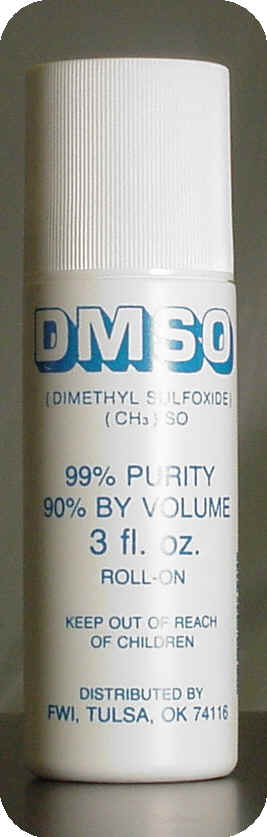 DMSO
(DIMETHYL SULFOXIDE)
(CH₃) SO
99% PURITY
90% BY VOLUME
3 fl. oz.
ROLL-ON
KEEP OUT OF REACH
OF CHILDREN
DISTRIBUTED BY
FWI, TULSA, OK 74116